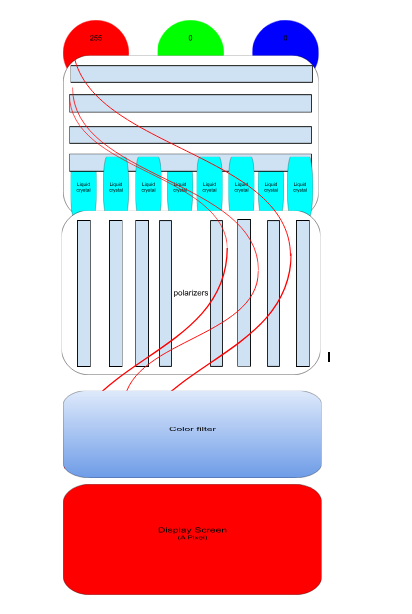 255
0
0
Liquid crystal
Liquid crystal
Liquid crystal
Liquid crystal
Liquid crystal
Liquid crystal
Liquid crystal
Liquid crystal
polarizers
Color filter
Display Screen
(A Pixel)